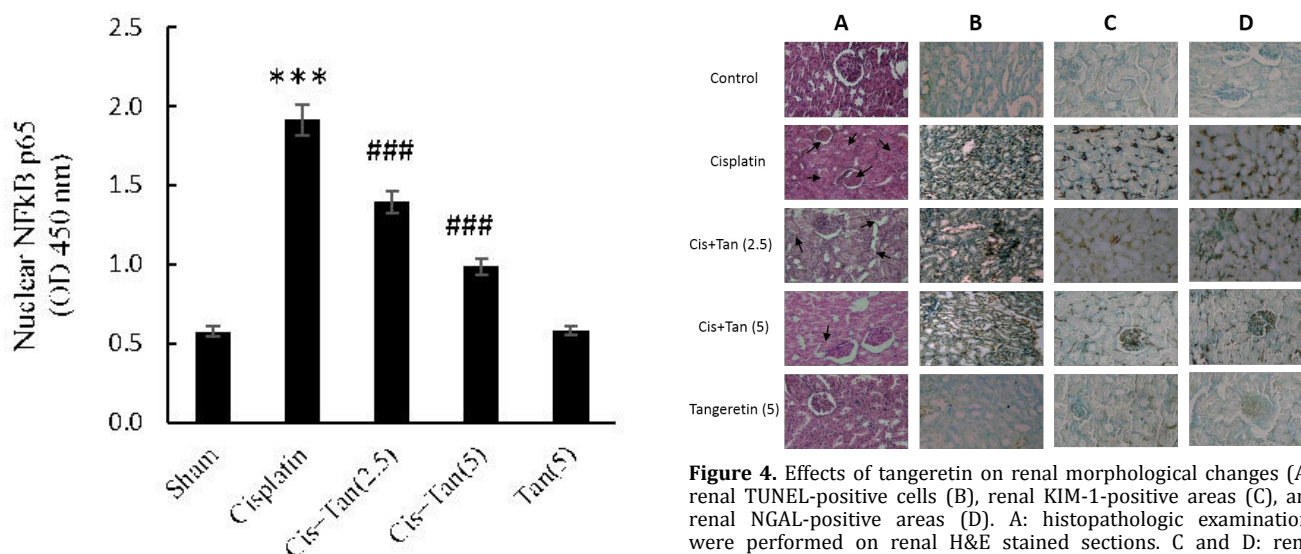 Nuclear NFkB p65
(OD 450 nm)
2.5
2.0
1.5
1.0
0.5
0.0
***
###
###
Sham
Cisplatin
Cis-Tan(2.5)
Cis-Tan(5)
Tan(5)
A B C D
Control
Cisplatin
Cis+Tan (2.5)
Cis+Tan (5)
Tangeretin (5)
Figure 4. Effects of tangeretin on renal morphological changes (A
renal TUNEL-positive cells (B), renal KIM-1-positive areas (C), an
renal NGAL-positive areas (D). A: histopathologic examination
were performed on renal H&E stained sections. C and D: ren